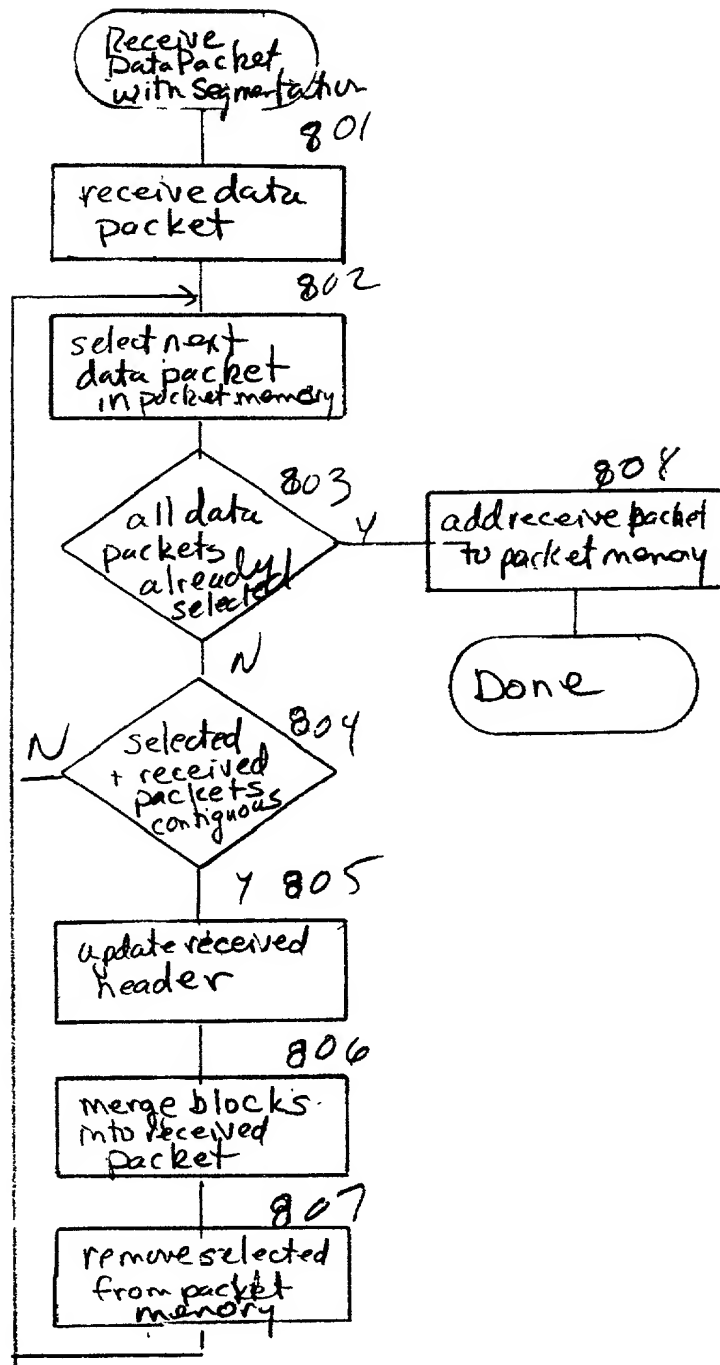 Receive
Data Packet
with Segmentation
801
receive data
packet
802
select next
data packet
in packet memory
803
all data
packets
already
selected
Y
808
add receive packet
to packet memory
Done
N
804
selected
+ received
packets
contiguous
N
Y
805
update received
header
806
merge blocks
into received
packet
807
remove selected
from packet
memory